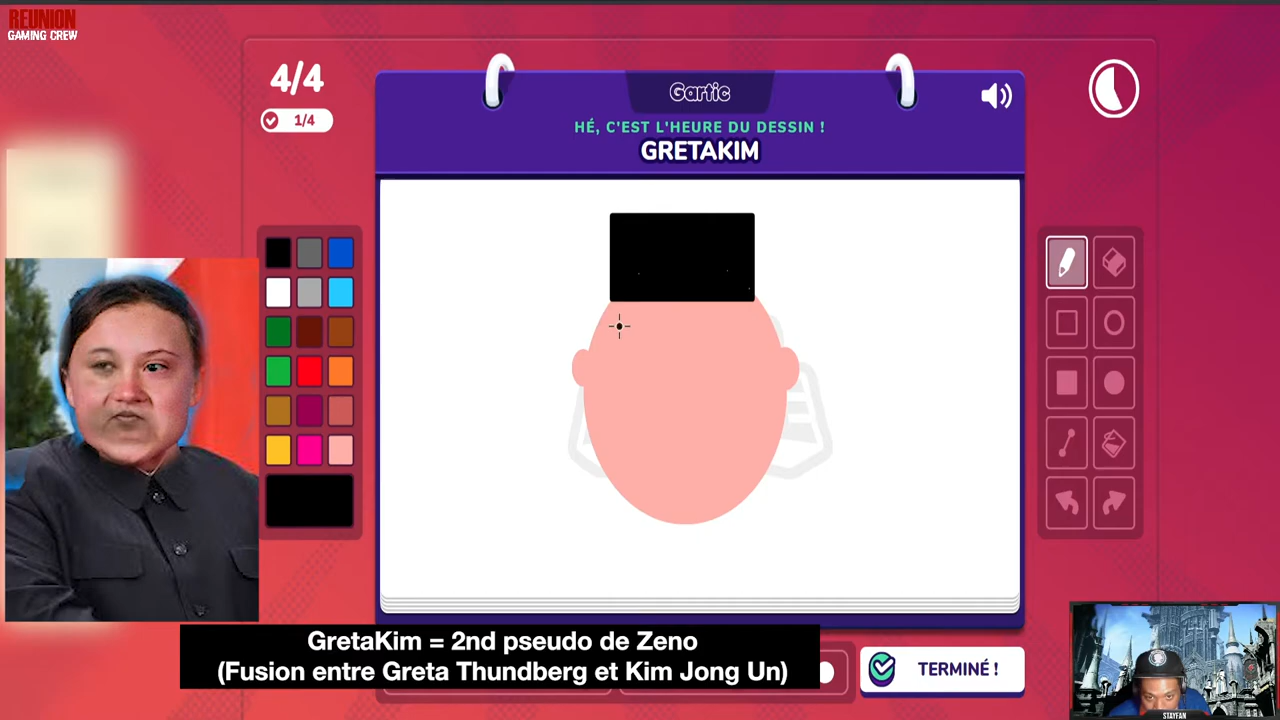 REUNION
GAMING CREW
4/4
1/4
Gartic
HÉ, C'EST L'HEURE DU DESSIN !
GRETAKIM
GretaKim = 2nd pseudo de Zeno
(Fusion entre Greta Thundberg et Kim Jong Un)
TERMINÉ !
STAYFAN